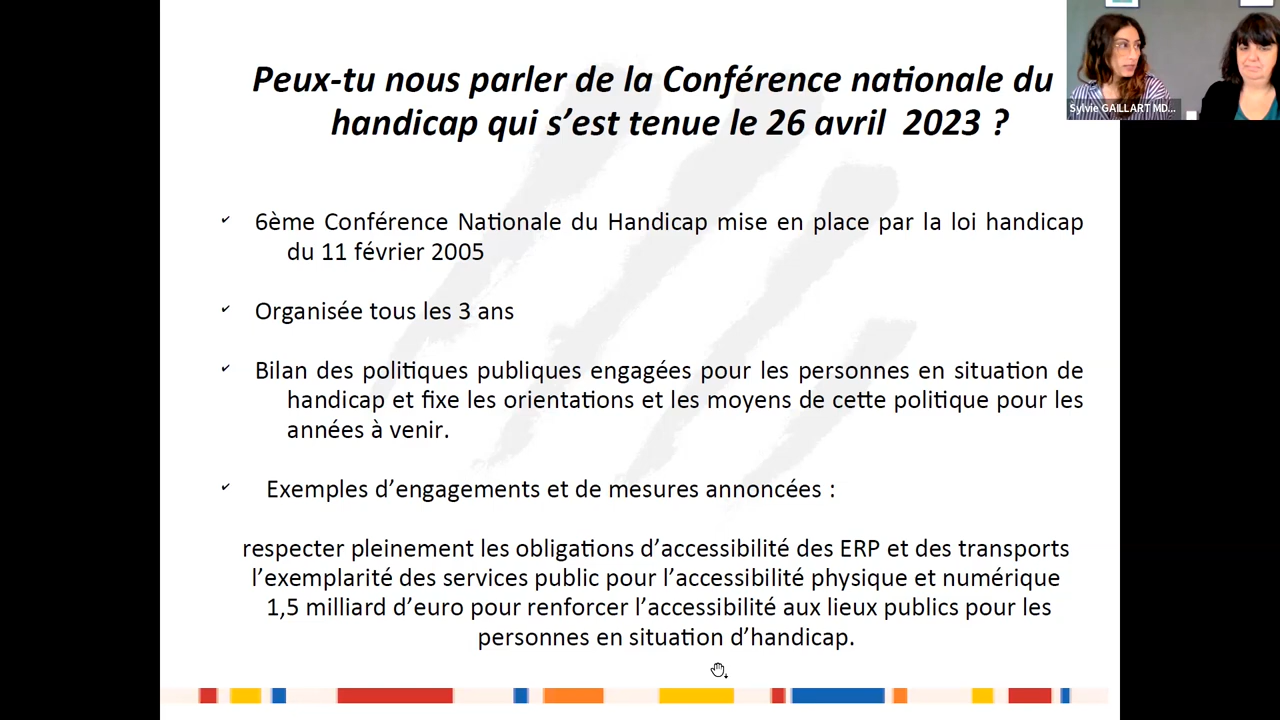 Peux-tu nous parler de la Conférence nationale du
handicap qui s’est tenue le 26 avril 2023 ?
Sylvie GAILLART MD...
✓ 6ème Conférence Nationale du Handicap mise en place par la loi handicap
du 11 février 2005
✓ Organisée tous les 3 ans
✓ Bilan des politiques publiques engagées pour les personnes en situation de
handicap et fixe les orientations et les moyens de cette politique pour les
années à venir.
✓ Exemples d’engagements et de mesures annoncées :
respecter pleinement les obligations d’accessibilité des ERP et des transports
l’exemplarité des services public pour l’accessibilité physique et numérique
1,5 milliard d’euro pour renforcer l’accessibilité aux lieux publics pour les
personnes en situation d’handicap.